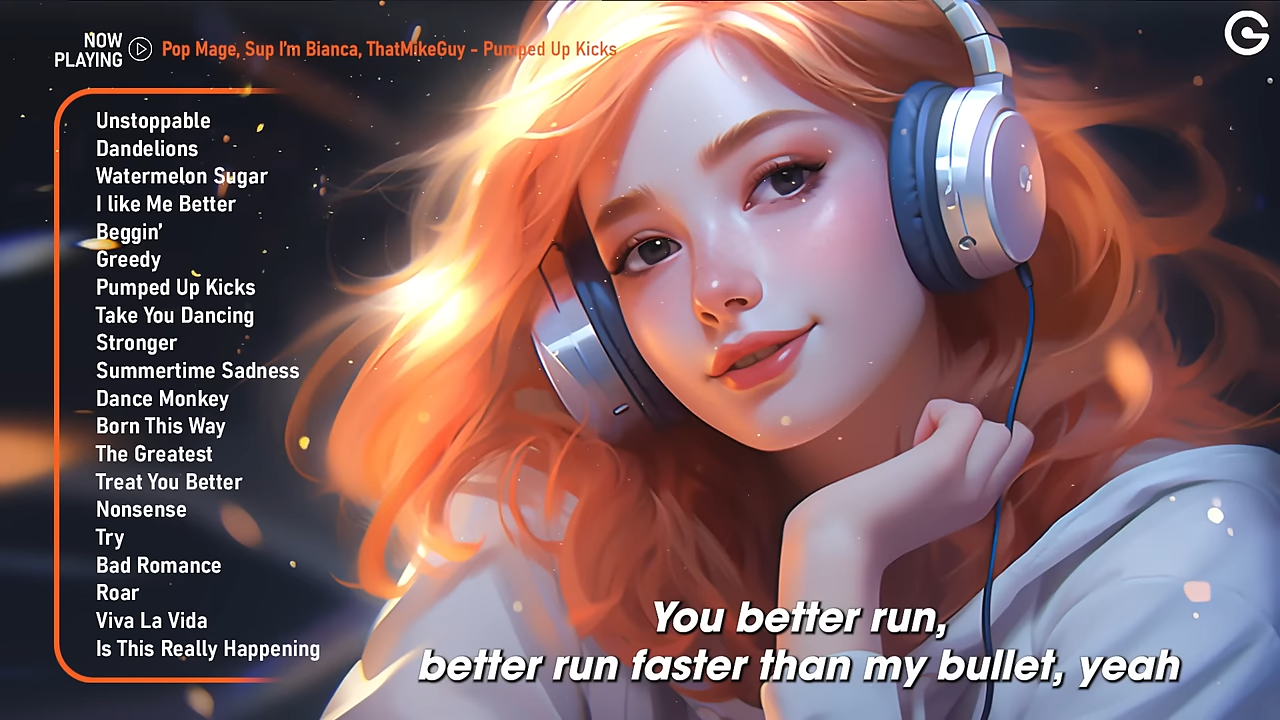 NOW
PLAYING
Pop Mage, Sup I'm Bianca, ThatMikeGuy - Pumped Up Kicks
Unstoppable
Dandelions
Watermelon Sugar
I like Me Better
Beggin'
Greedy
Pumped Up Kicks
Take You Dancing
Stronger
Summertime Sadness
Dance Monkey
Born This Way
The Greatest
Treat You Better
Nonsense
Try
Bad Romance
Roar
Viva La Vida
Is This Really Happening
You better run,
better run faster than my bullet, yeah
G